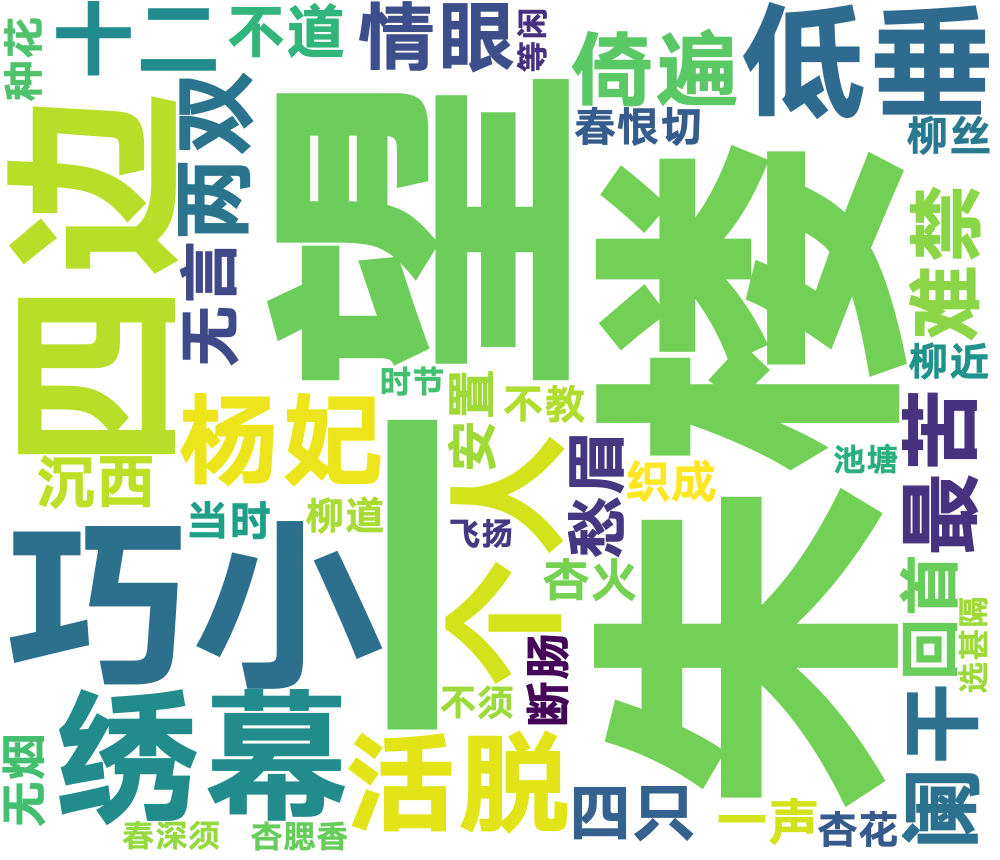 种花
十二
不道
情眼
等闲
倚遍
低垂
春恨切
柳丝
四边
两双
一望
朱楼
难禁
无言
柳近
时节
杨妃
安置
不教
愁眉
织成
池塘
最苦
沉西
当时
柳道
一个人
飞扬
杏火
回首
巧小
选甚隔
断肠
不须
阑干
绣幕
活脱
无烟
四只
一声
杏花
春深须
杏腮香